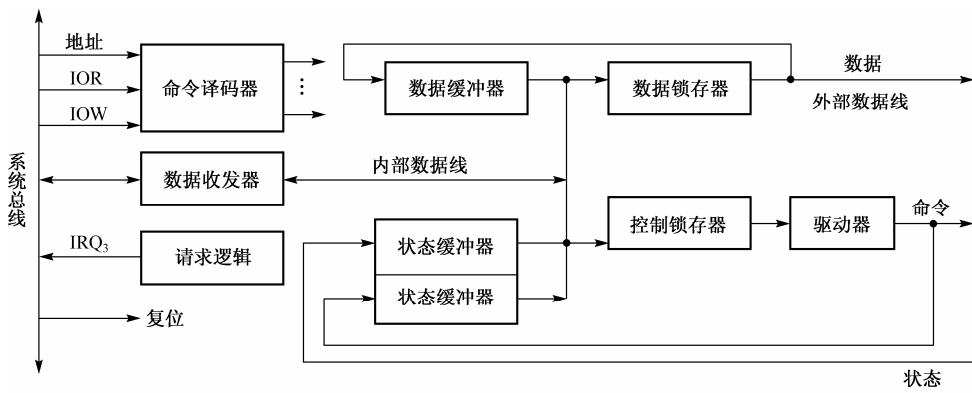 地址
IOR
IOW
命令译码器
数据缓冲器
数据锁存器
数据
外部数据线
系统总线
数据收发器
内部数据线
IRQ₃
请求逻辑
状态缓冲器
状态缓冲器
控制锁存器
驱动器
命令
复位
状态